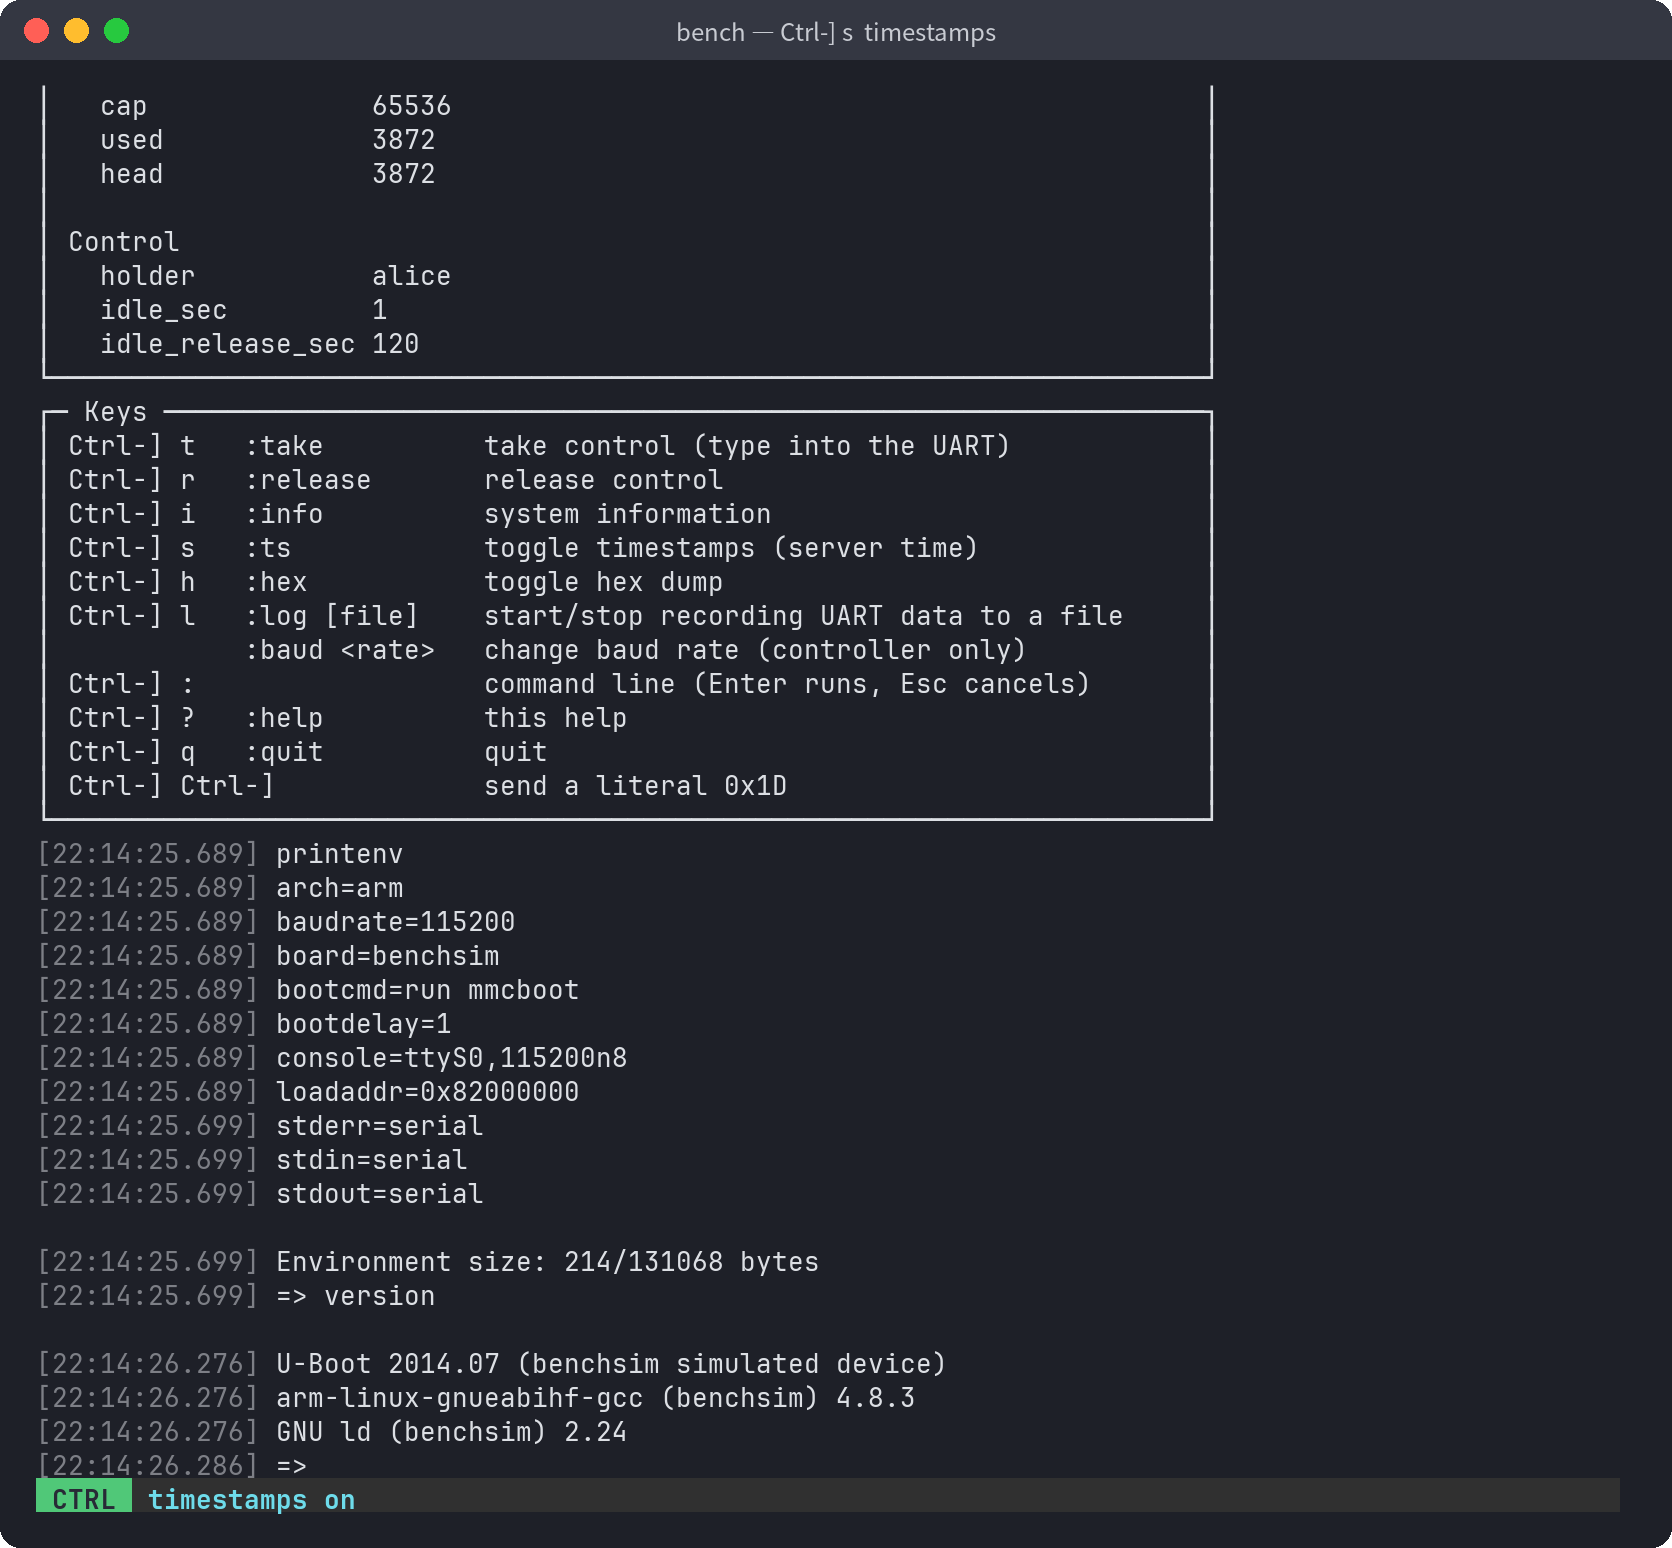 bench — Ctrl-] s timestamps
cap 65536
used 3872
head 3872
Control
holder alice
idle_sec 1
idle_release_sec 120
Keys
Ctrl-] t :take take control (type into the UART)
Ctrl-] r :release release control
Ctrl-] i :info system information
Ctrl-] s :ts toggle timestamps (server time)
Ctrl-] h :hex toggle hex dump
Ctrl-] l :log [file] start/stop recording UART data to a file
:baud <rate> change baud rate (controller only)
Ctrl-] : command line (Enter runs, Esc cancels)
Ctrl-] ? :help this help
Ctrl-] q :quit quit
Ctrl-] Ctrl-] send a literal 0x1D
[22:14:25.689] printenv
[22:14:25.689] arch=arm
[22:14:25.689] baudrate=115200
[22:14:25.689] board=benchsim
[22:14:25.689] bootcmd=run mmcboot
[22:14:25.689] bootdelay=1
[22:14:25.689] console=ttyS0,115200n8
[22:14:25.689] loadaddr=0x82000000
[22:14:25.699] stderr=serial
[22:14:25.699] stdin=serial
[22:14:25.699] stdout=serial
[22:14:25.699] Environment size: 214/131068 bytes
[22:14:25.699] => version
[22:14:26.276] U-Boot 2014.07 (benchsim simulated device)
[22:14:26.276] arm-linux-gnueabihf-gcc (benchsim) 4.8.3
[22:14:26.276] GNU ld (benchsim) 2.24
[22:14:26.286] =>
CTRL timestamps on